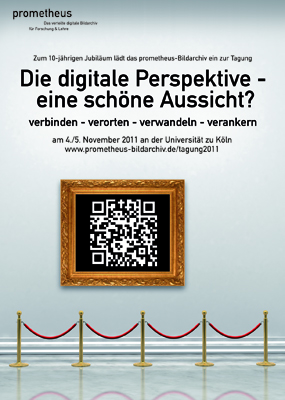 prometheus
Das verteilte digitale Bildarchiv
für Forschung & Lehre
Zum 10-jährigen Jubiläum lädt das prometheus-Bildarchiv ein zur Tagung
Die digitale Perspektive -
eine schöne Aussicht?
verbinden - verorten - verwandeln - verankern
am 4./5. November 2011 an der Universität zu Köln
www.prometheus-bildarchiv.de/tagung2011